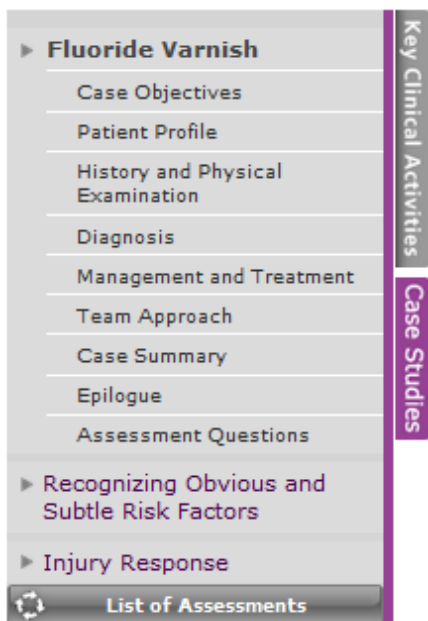 Fluoride Varnish
Case Objectives
Patient Profile
History and Physical
Examination
Diagnosis
Management and Treatment
Team Approach
Case Summary
Epilogue
Assessment Questions
Recognizing Obvious and
Subtle Risk Factors
Injury Response
List of Assessments
Key Clinical Activities
Case Studies